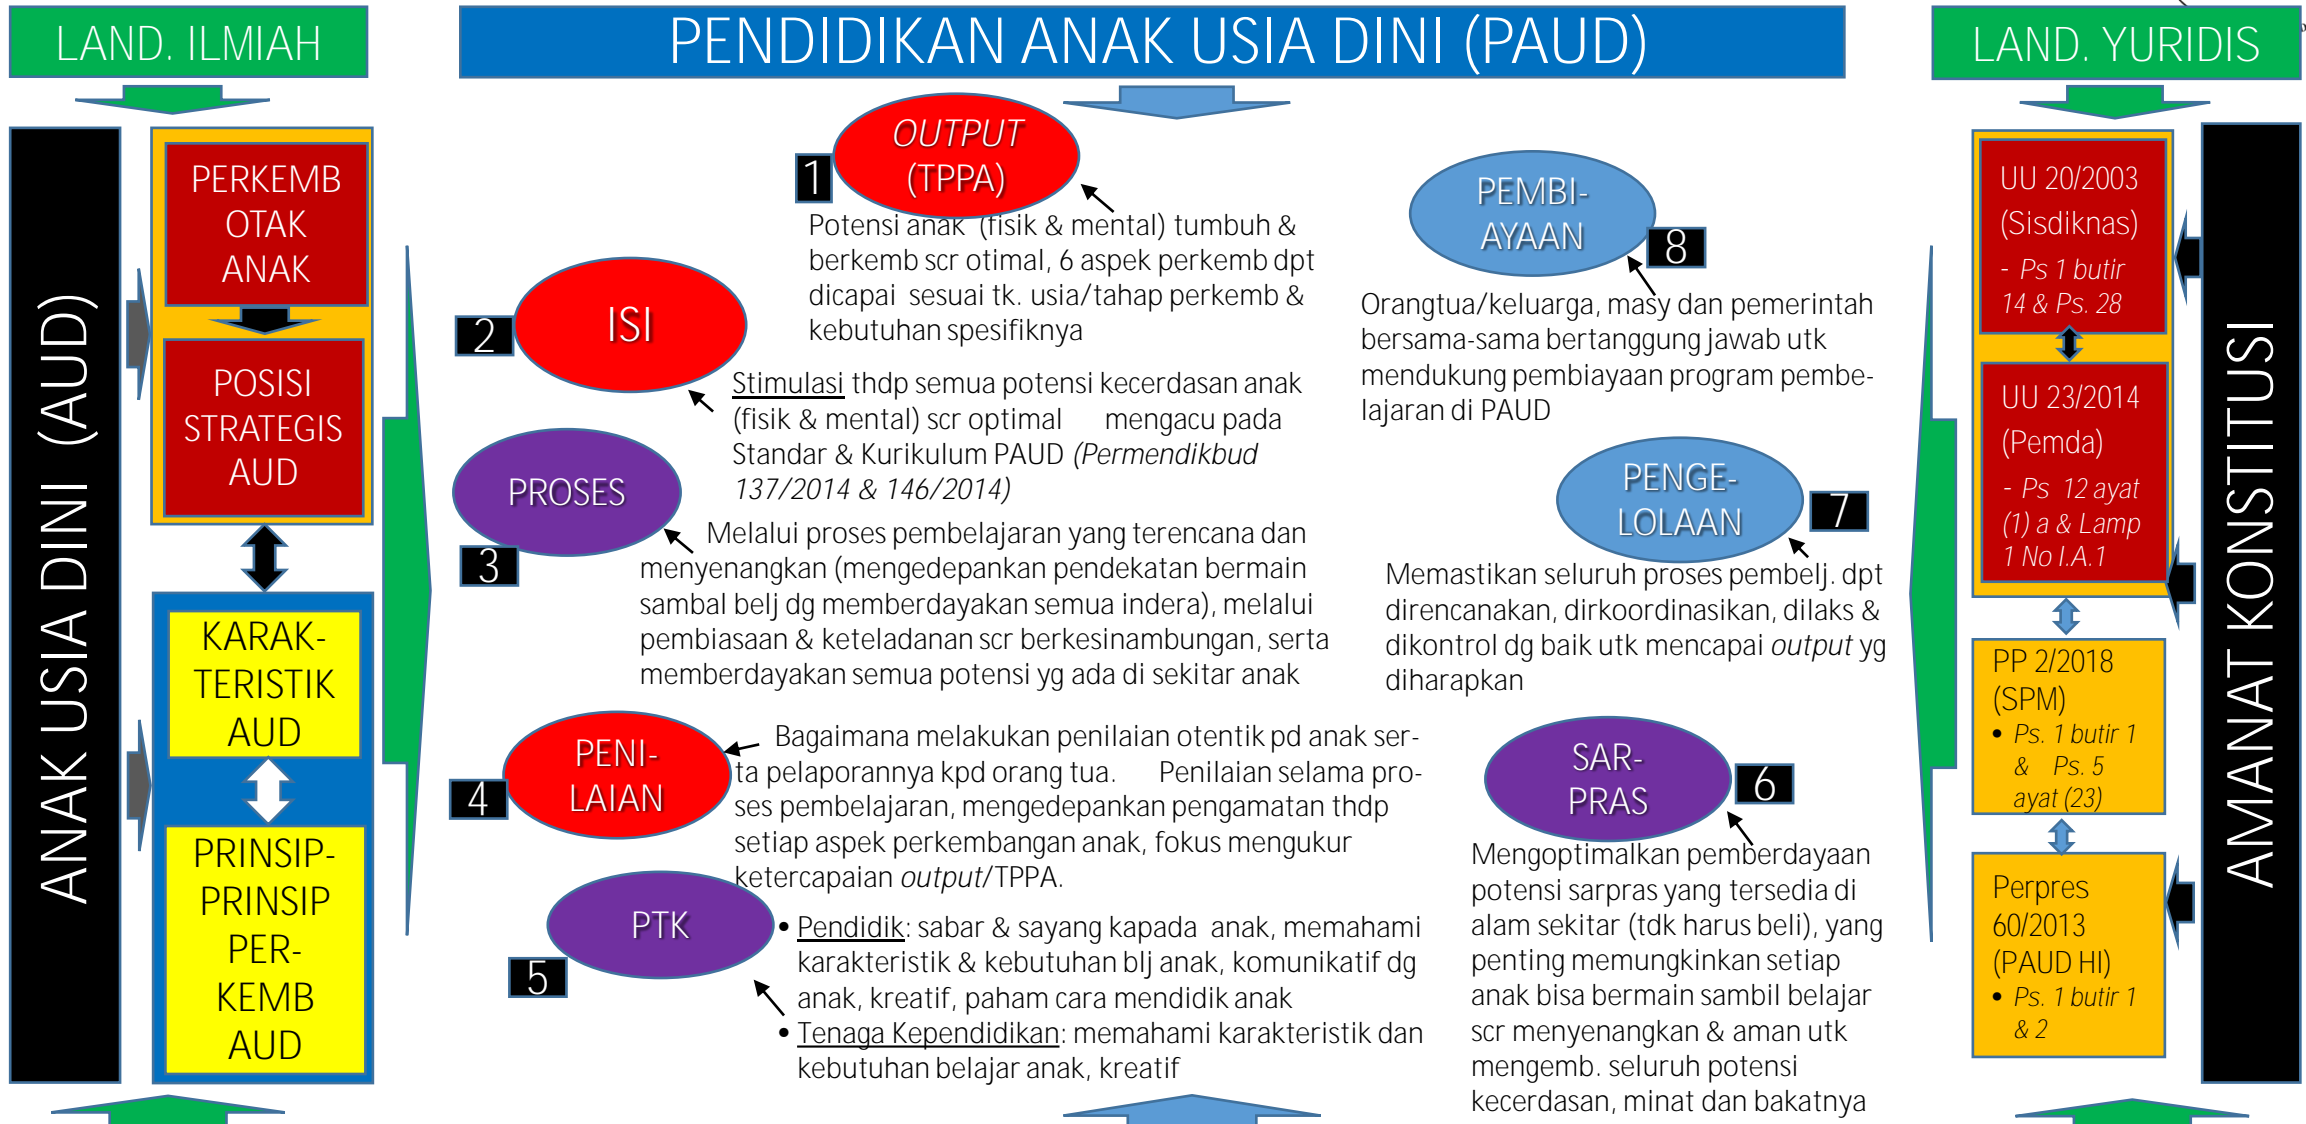 LAND. ILMIAH
PENDIDIKAN ANAK USIA DINI (PAUD)
LAND. YURIDIS
ANAK USIA DINI (AUD)
PERKEMB
OTAK
ANAK
POSISI
STRATEGIS
AUD
KARAK-
TERISTIK
AUD
PRINSIP-
PRINSIP
PER-
KEMB
AUD
1
OUTPUT
(TPPA)
Potensi anak (fisik & mental) tumbuh &
berkemb scr otimal, 6 aspek perkemb dpt
dicapai sesuai tk. usia/tahap perkemb &
kebutuhan spesifiknya
2
ISI
Stimulasi thdp semua potensi kecerdasan anak
(fisik & mental) scr optimal mengacu pada
Standar & Kurikulum PAUD (Permendikbud
137/2014 & 146/2014)
PROSES
3
Melalui proses pembelajaran yang terencana dan
menyenangkan (mengedepankan pendekatan bermain
sambal belj dg memberdayakan semua indera), melalui
pembiasaan & keteladanan scr berkesinambungan, serta
memberdayakan semua potensi yg ada di sekitar anak
PENI-
LAIAN
4
Bagaimana melakukan penilaian otentik pd anak ser-
ta pelaporannya kpd orang tua. Penilaian selama pro-
ses pembelajaran, mengedepankan pengamatan thdp
setiap aspek perkembangan anak, fokus mengukur
ketercapaian output/TPPA.
PTK
5
• Pendidik: sabar & sayang kapada anak, memahami
karakteristik & kebutuhan blj anak, komunikatif dg
anak, kreatif, paham cara mendidik anak
• Tenaga Kependidikan: memahami karakteristik dan
kebutuhan belajar anak, kreatif
PEMBI-
AYAAN
8
Orangtua/keluarga, masy dan pemerintah
bersama-sama bertanggung jawab utk
mendukung pembiayaan program pembe-
lajaran di PAUD
PENGE-
LOLAAN
7
Memastikan seluruh proses pembelj. dpt
direncanakan, dirkoordinasikan, dilaks &
dikontrol dg baik utk mencapai output yg
diharapkan
SAR-
PRAS
6
Mengoptimalkan pemberdayaan
potensi sarpras yang tersedia di
alam sekitar (tdk harus beli), yang
penting memungkinkan setiap
anak bisa bermain sambil belajar
scr menyenangkan & aman utk
mengemb. seluruh potensi
kecerdasan, minat dan bakatnya
UU 20/2003
(Sisdiknas)
- Ps 1 butir
14 & Ps. 28
UU 23/2014
(Pemda)
- Ps 12 ayat
(1) a & Lamp
1 No I.A.1
PP 2/2018
(SPM)
• Ps. 1 butir 1
& Ps. 5
ayat (23)
Perpres
60/2013
(PAUD HI)
• Ps. 1 butir 1
& 2
AMANAT KONSTITUSI